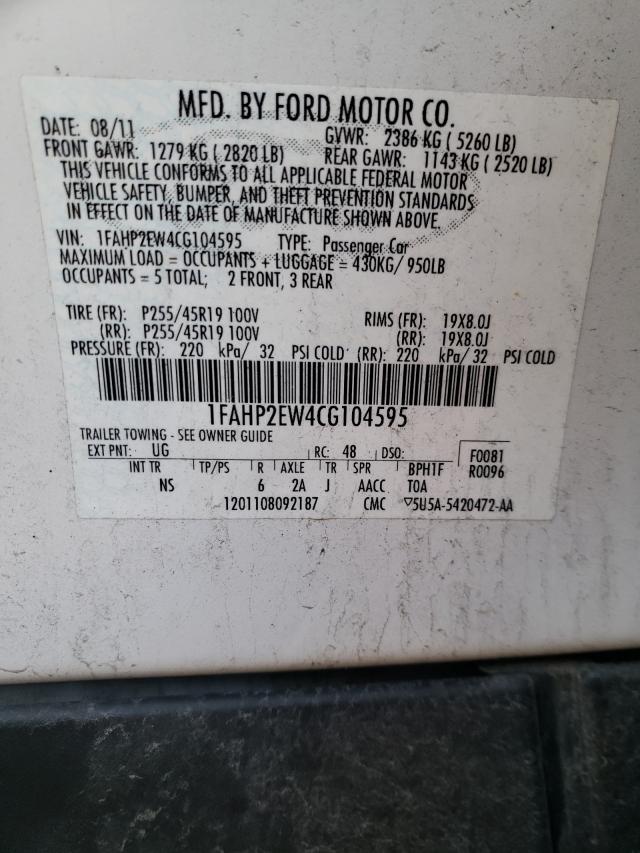 MFD. BY FORD MOTOR CO.
DATE: 08/11 GVWR: 2386 KG ( 5260 LB)
FRONT GAWR: 1279 KG ( 2820 LB) REAR GAWR: 1143 KG ( 2520 LB)
THIS VEHICLE CONFORMS TO ALL APPLICABLE FEDERAL MOTOR
VEHICLE SAFETY, BUMPER, AND THEFT PREVENTION STANDARDS
IN EFFECT ON THE DATE OF MANUFACTURE SHOWN ABOVE.
VIN: 1FAHP2EW4CG104595 TYPE: Passenger Car
MAXIMUM LOAD = OCCUPANTS + LUGGAGE = 430KG/ 950LB
OCCUPANTS = 5 TOTAL; 2 FRONT, 3 REAR
TIRE (FR): P255/45R19 100V RIMS (FR): 19X8.0J
(RR): P255/45R19 100V (RR): 19X8.0J
PRESSURE (FR): 220 kPa/ 32 PSI COLD (RR): 220 kPa/ 32 PSI COLD
1FAHP2EW4CG104595
TRAILER TOWING - SEE OWNER GUIDE
EXT PNT: UG RC: 48 DSO: F0081
INT TR TP/PS R AXLE TR SPR BPH1F R0096
NS 6 2A J AACC TOA
1201108092187 CMC ▽5U5A-5420472-AA